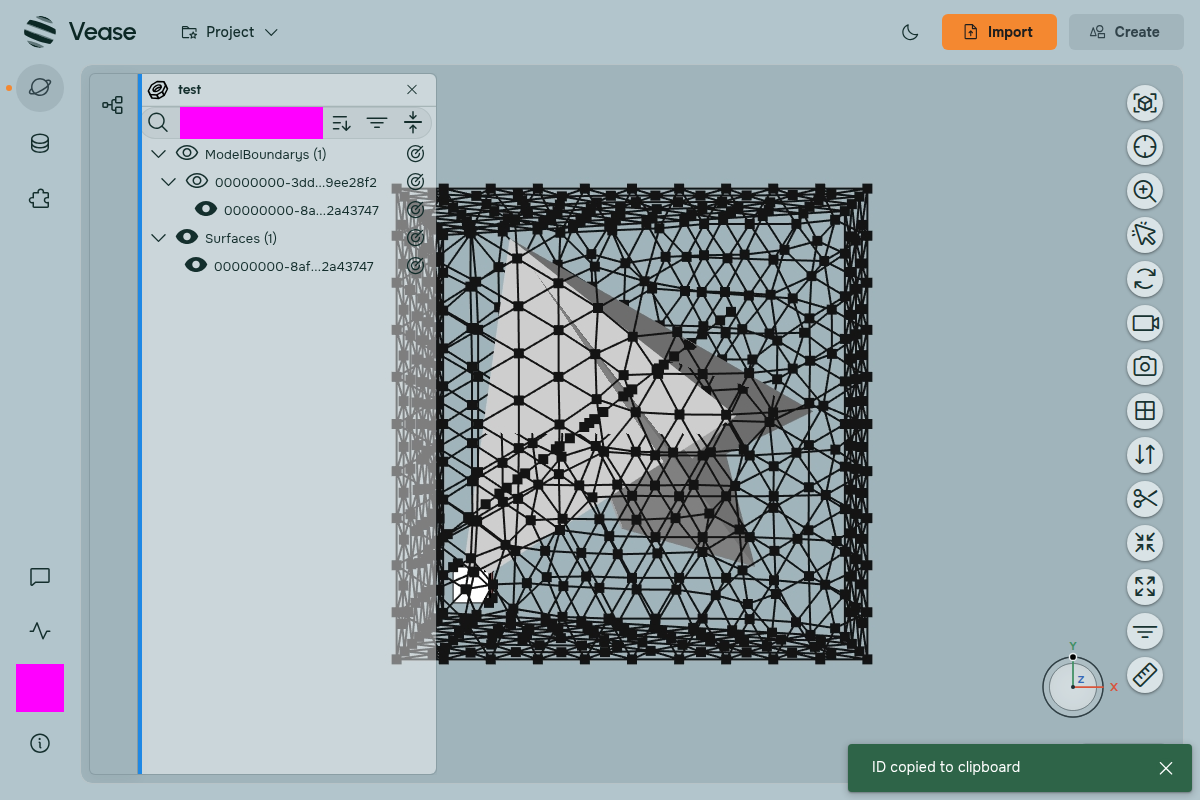 Vease
Project
Import
Create
test
ModelBoundarys (1)
00000000-3dd...9ee28f2
00000000-8a...2a43747
Surfaces (1)
00000000-8af...2a43747
Y
Z
X
ID copied to clipboard